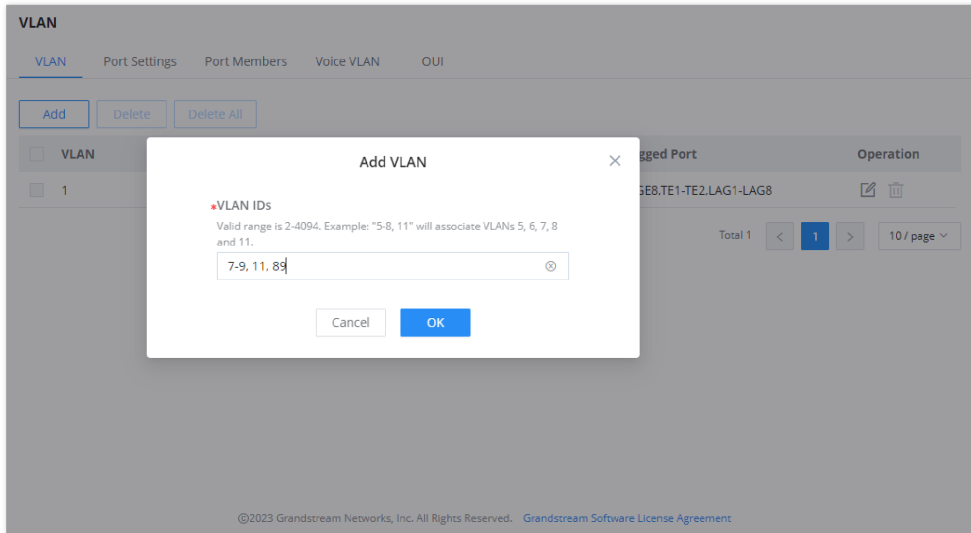 VLAN
VLAN Port Settings Port Members Voice VLAN OUI
Add Delete Delete All
VLAN gged Port Operation
1 GE8,TE1-TE2,LAG1-LAG8
Add VLAN
*VLAN IDs
Valid range is 2-4094. Example: "5-8, 11" will associate VLANs 5, 6, 7, 8
and 11.
7-9, 11, 89
Cancel OK
Total 1 < 1 > 10 / page
©2023 Grandstream Networks, Inc. All Rights Reserved. Grandstream Software License Agreement